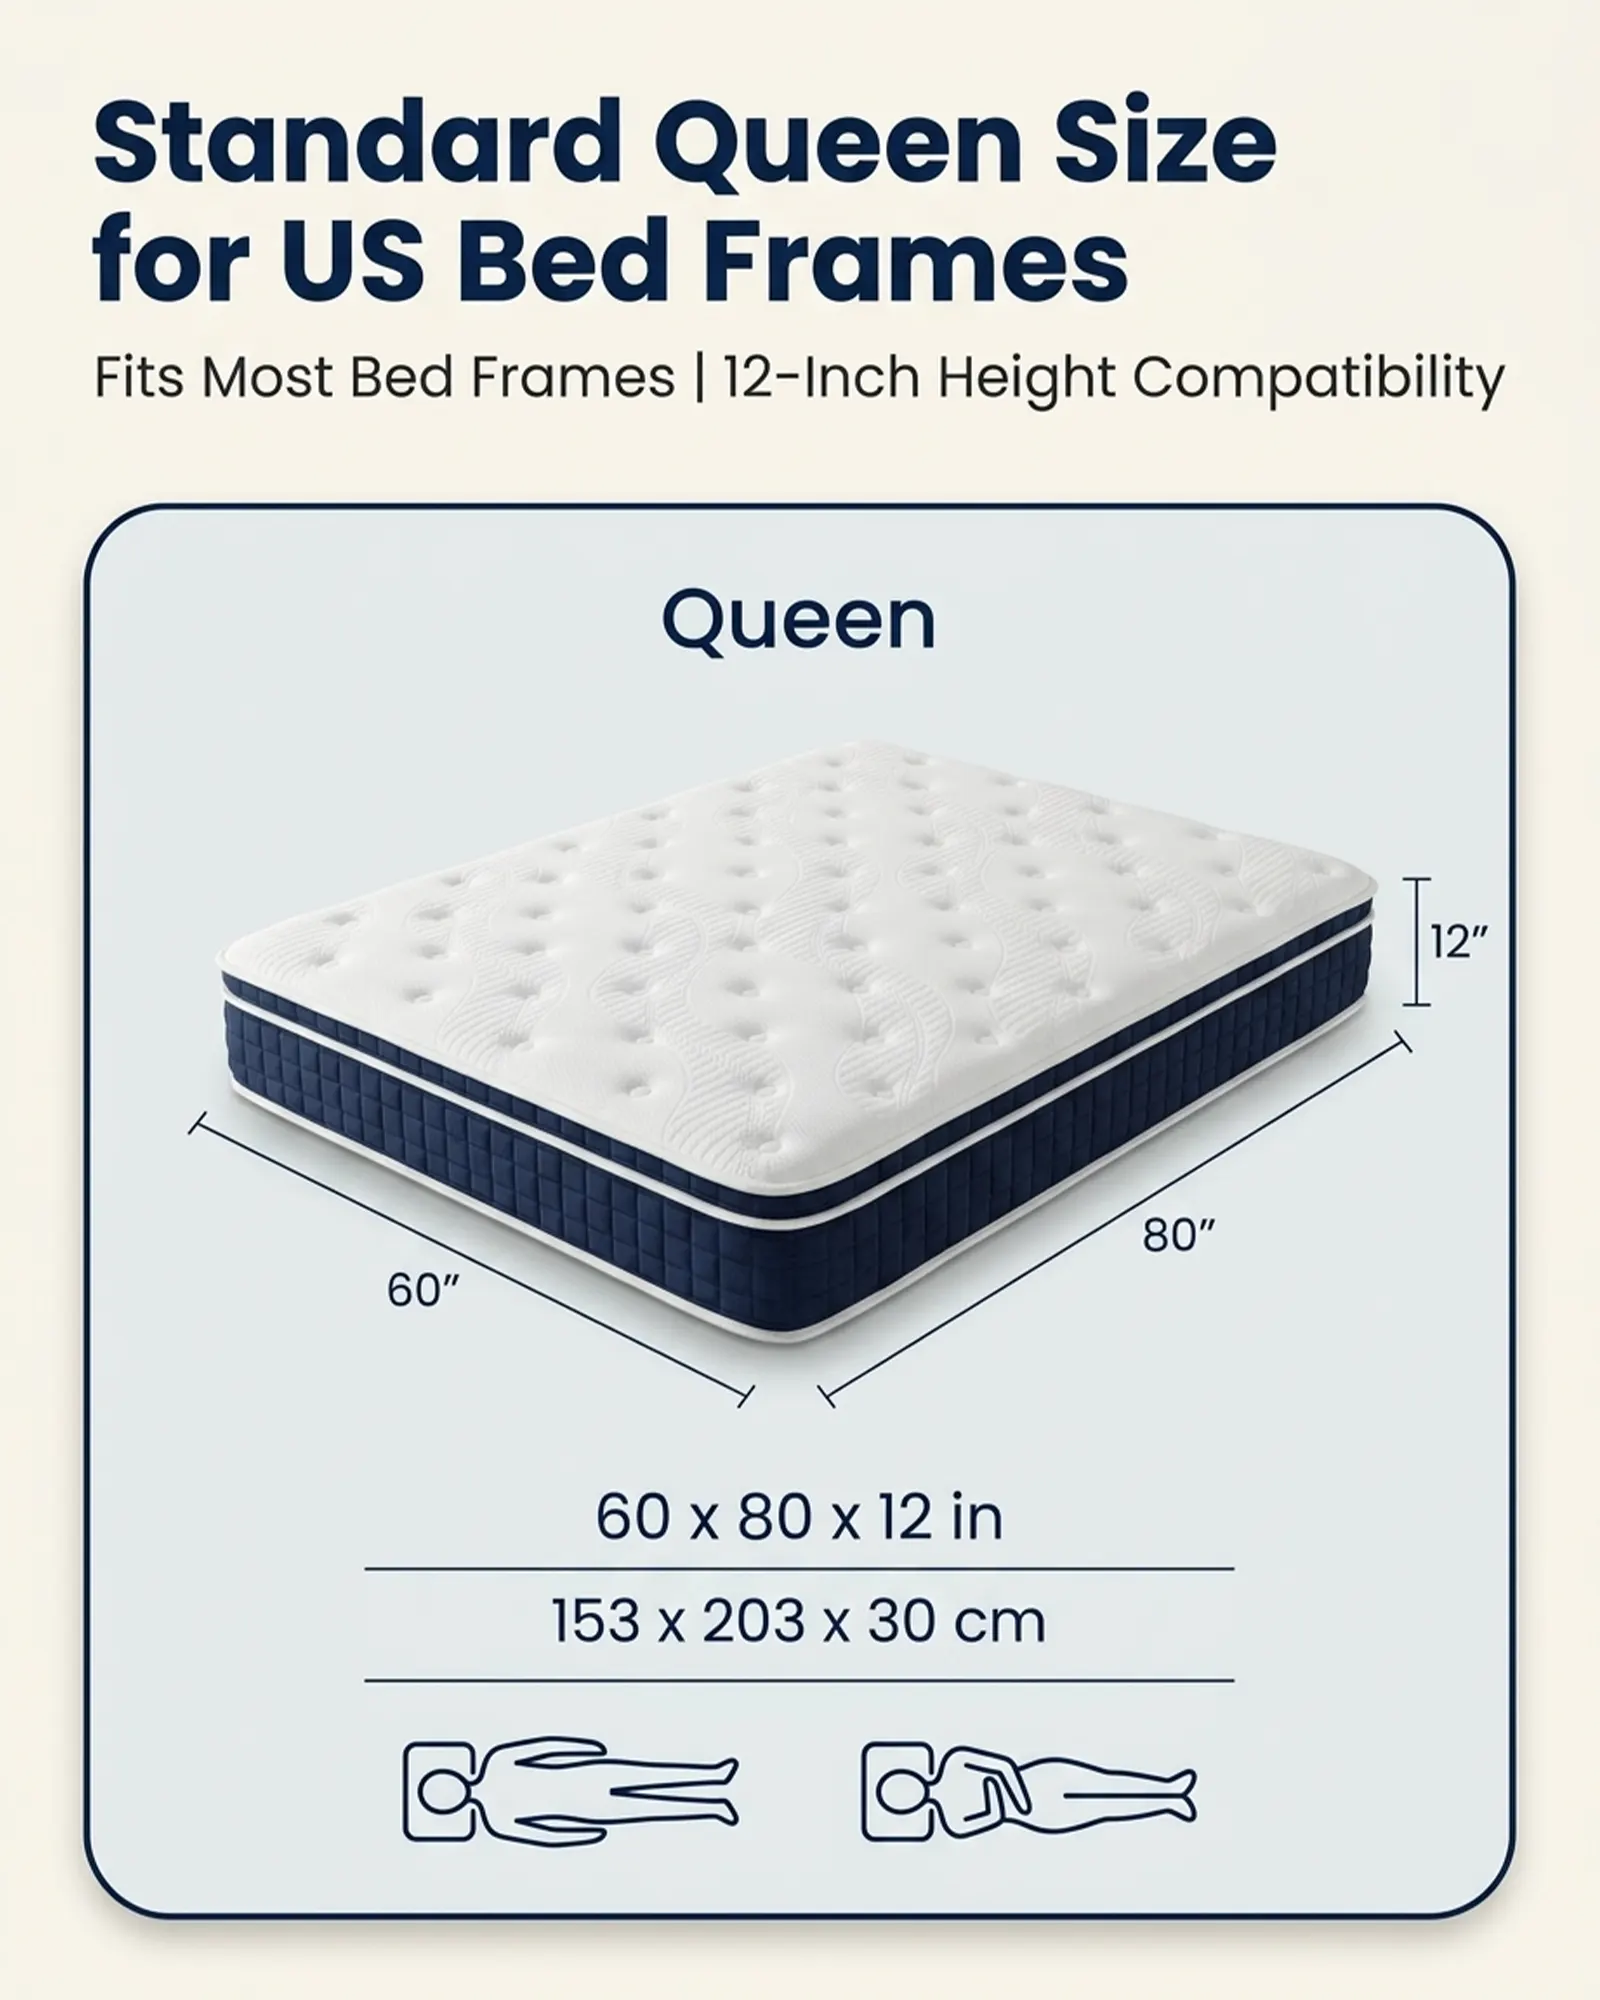 Standard Queen Size
for US Bed Frames
Fits Most Bed Frames | 12-Inch Height Compatibility
Queen
12”
80”
60”
60 x 80 x 12 in
153 x 203 x 30 cm